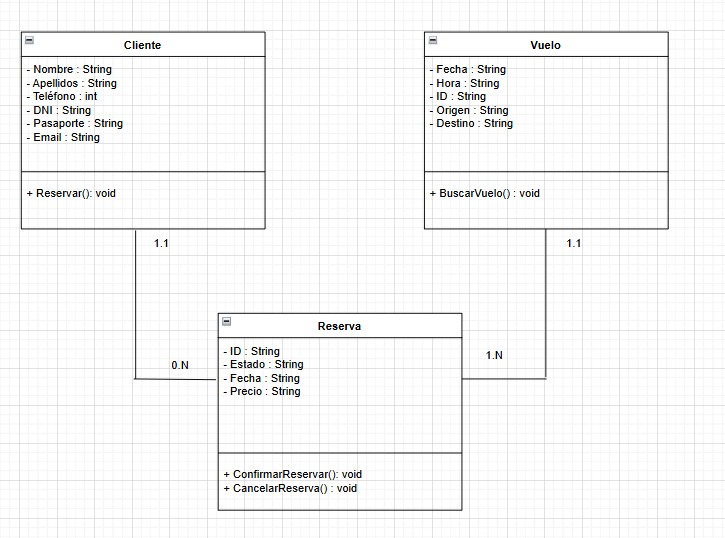 Cliente
- Nombre : String
- Apellidos : String
- Teléfono : int
- DNI : String
- Pasaporte : String
- Email : String
+ Reservar(): void
Vuelo
- Fecha : String
- Hora : String
- ID : String
- Origen : String
- Destino : String
+ BuscarVuelo() : void
1.1
1.1
0.N
1.N
Reserva
- ID : String
- Estado : String
- Fecha : String
- Precio : String
+ ConfirmarReservar(): void
+ CancelarReserva() : void